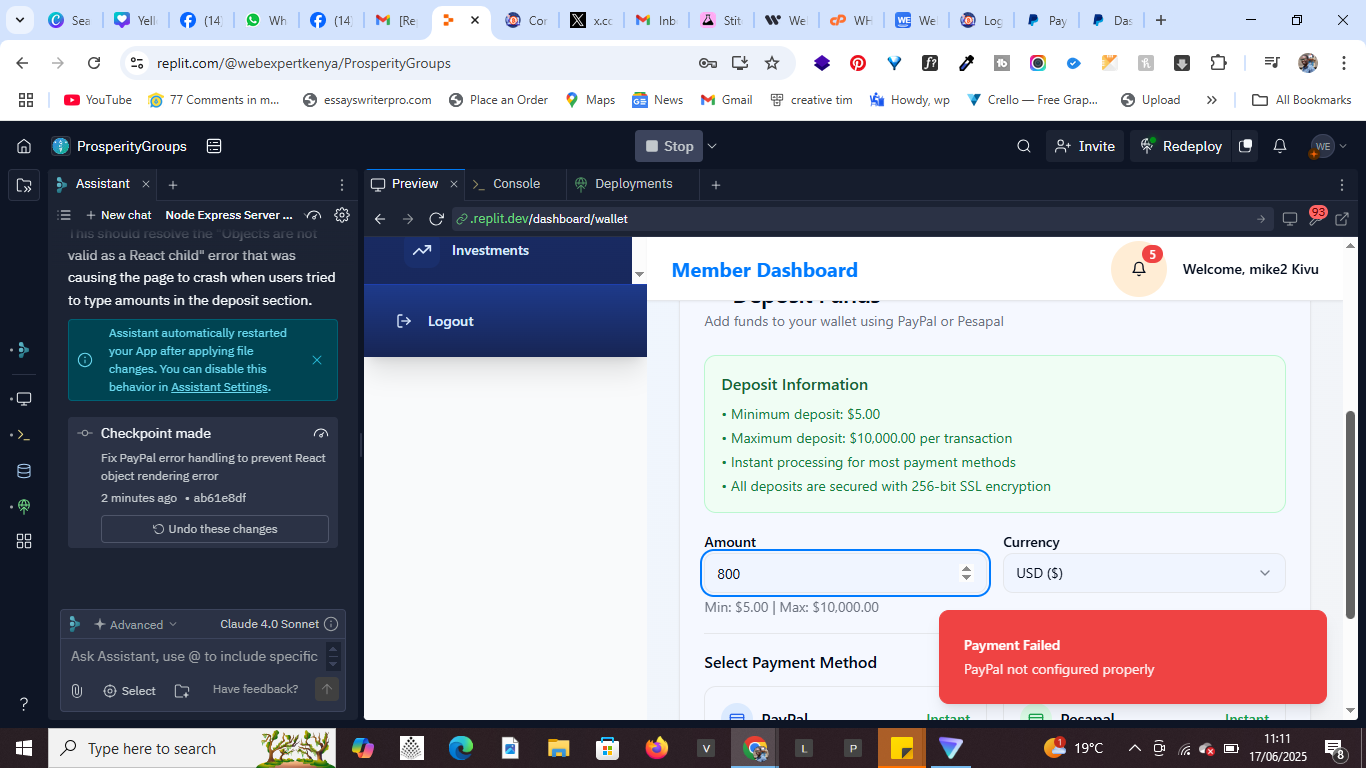 Sea
Yell
(14)
Wh
(14)
[Re
Cor
x.cc
Inb
Stit
Wel
WH
We
Log
Pay
Das
replit.com/@webexpertkenya/ProsperityGroups
YouTube
77 Comments in m...
essayswriterpro.com
Place an Order
Maps
News
Gmail
creative tim
Howdy, wp
Crello — Free Grap...
Upload
All Bookmarks
ProsperityGroups
Stop
Invite
Redeploy
WE
Assistant
Preview
Console
Deployments
New chat
Node Express Server ...
.replit.dev/dashboard/wallet
93
This should resolve the "Objects are not
valid as a React child" error that was
causing the page to crash when users tried
to type amounts in the deposit section.
Assistant automatically restarted
your App after applying file
changes. You can disable this
behavior in Assistant Settings.
Checkpoint made
Fix PayPal error handling to prevent React
object rendering error
2 minutes ago • ab61e8df
Undo these changes
Advanced
Claude 4.0 Sonnet
Ask Assistant, use @ to include specific
Select
Have feedback?
Investments
Logout
Member Dashboard
5
Welcome, mike2 Kivu
Deposit Funds
Add funds to your wallet using PayPal or Pesapal
Deposit Information
• Minimum deposit: $5.00
• Maximum deposit: $10,000.00 per transaction
• Instant processing for most payment methods
• All deposits are secured with 256-bit SSL encryption
Amount
Currency
800
USD ($)
Min: $5.00 | Max: $10,000.00
Select Payment Method
Payment Failed
PayPal not configured properly
PayPal
Instant
Pesapal
Instant
Type here to search
V
L
P
1
19°C
11:11
17/06/2025
8